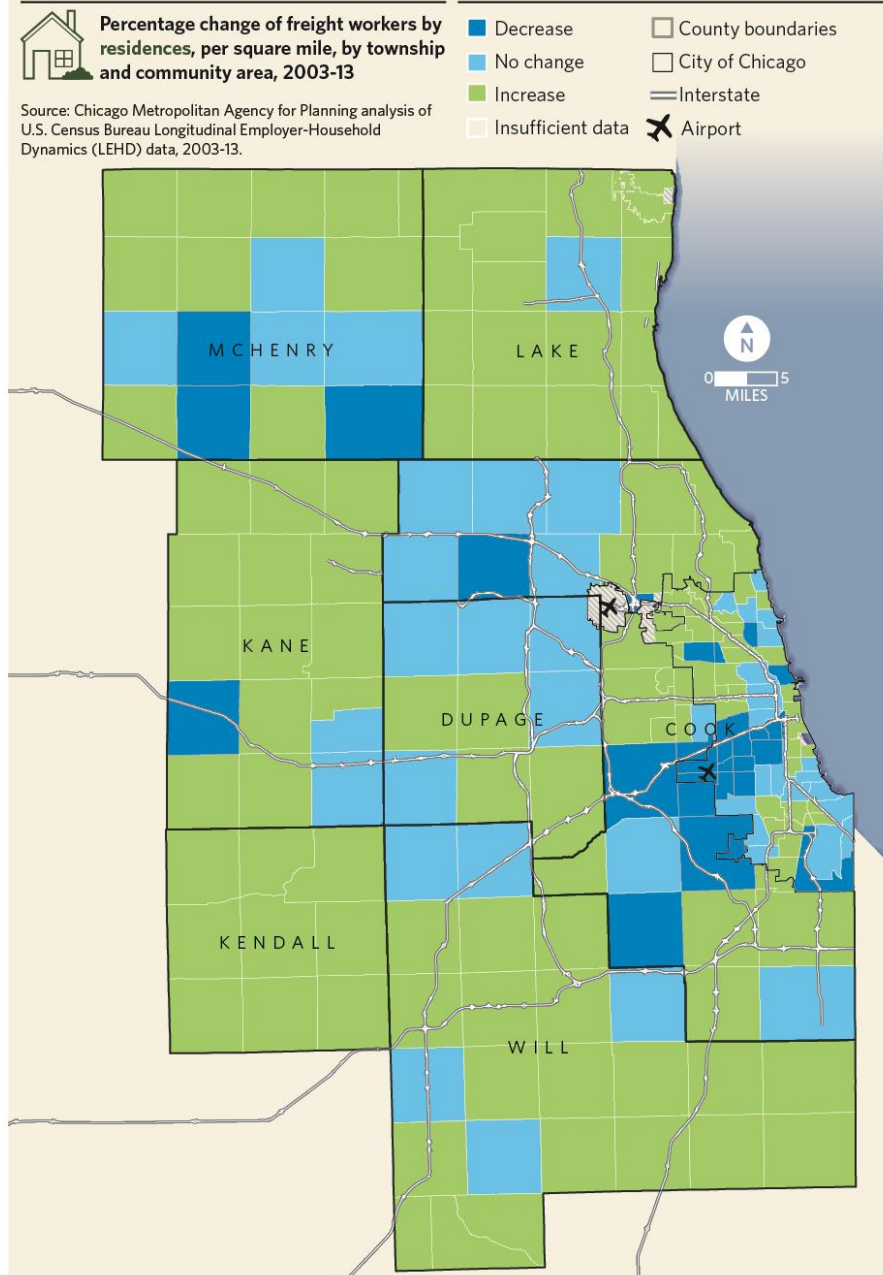 Percentage change of freight workers by
residences, per square mile, by township
and community area, 2003-13
Source: Chicago Metropolitan Agency for Planning analysis of
U.S. Census Bureau Longitudinal Employer-Household
Dynamics (LEHD) data, 2003-13.
Decrease
No change
Increase
Insufficient data
County boundaries
City of Chicago
Interstate
Airport
MCHENRY
LAKE
N
0 5
MILES
KANE
DUPAGE
COOK
KENDALL
WILL